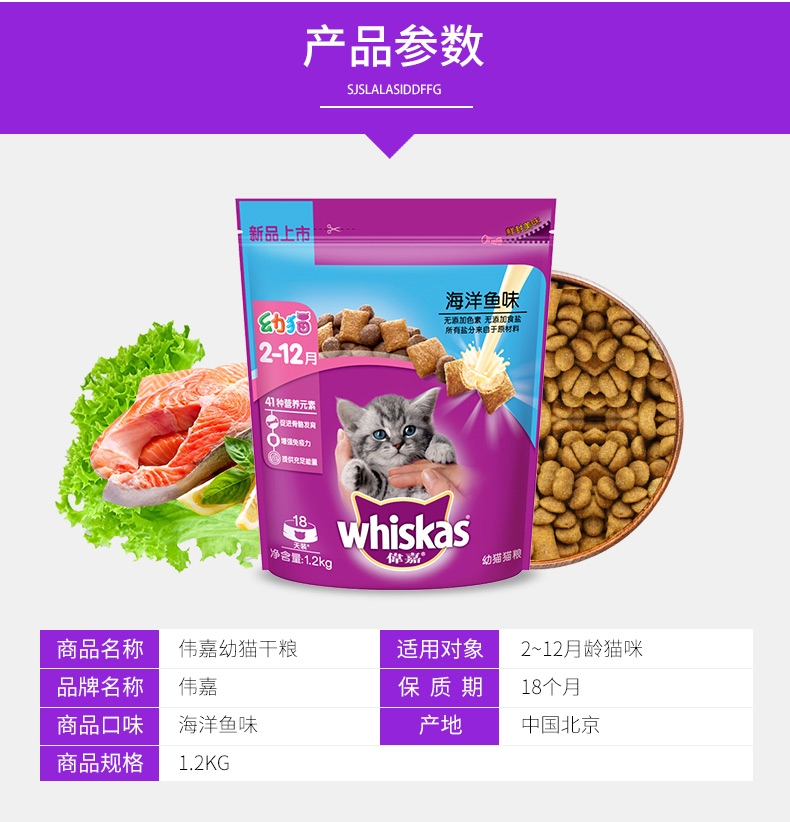 产品参数
SJSLALASIDDFFG
新品上市
鲜封美味
海洋鱼味
无添加色素 无添加食盐
所有盐分来自于原材料
幼猫
2-12月
41种营养元素
促进骨骼发育
增强免疫力
提供充足能量
18
天装*
净含量:1.2kg
whiskas®
偉嘉®
幼猫猫粮
商品名称 伟嘉幼猫干粮 适用对象 2~12月龄猫咪
品牌名称 伟嘉 保质期 18个月
商品口味 海洋鱼味 产地 中国北京
商品规格 1.2KG